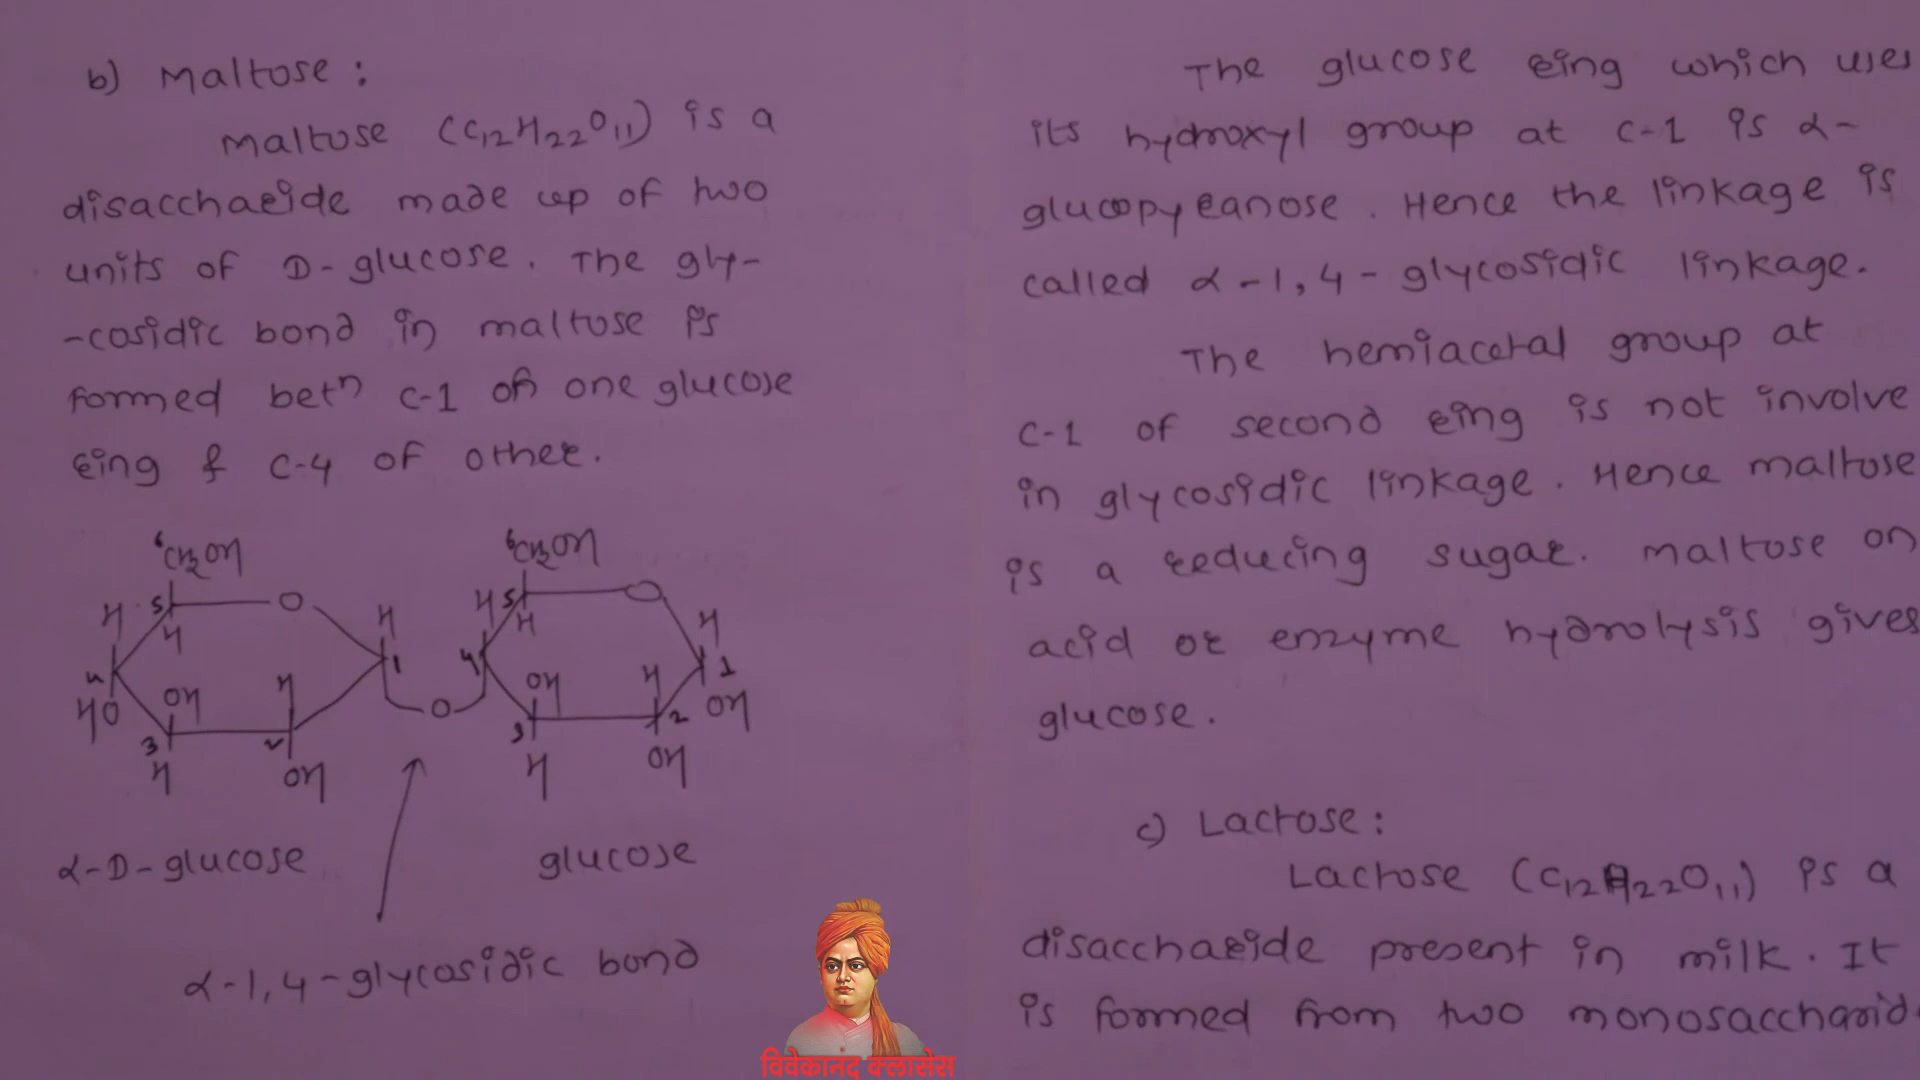 b) Maltose :
Maltose (C12H22O11) is a
disaccharide made up of two
units of D-glucose. The gly-
-cosidic bond in maltose is
formed betn C-1 of one glucose
ring & C-4 of other.
6CH2OH
6CH2OH
H 5 O H
H 5 O H
H
H
4 1 4 1
HO OH H O OH H OH
3 2 3 2
H OH H OH
α-D-glucose
glucose
α-1,4-glycosidic bond
The glucose ring which uses
its hydroxyl group at C-1 is α-
glucopyranose. Hence the linkage is
called α-1,4-glycosidic linkage.
The hemiacetal group at
C-1 of second ring is not involve
in glycosidic linkage. Hence maltose
is a reducing sugar. Maltose on
acid or enzyme hydrolysis gives
glucose.
c) Lactose :
Lactose (C12H22O11) is a
disaccharide present in milk. It
is formed from two monosaccharid
विवेकानंद क्लासेस